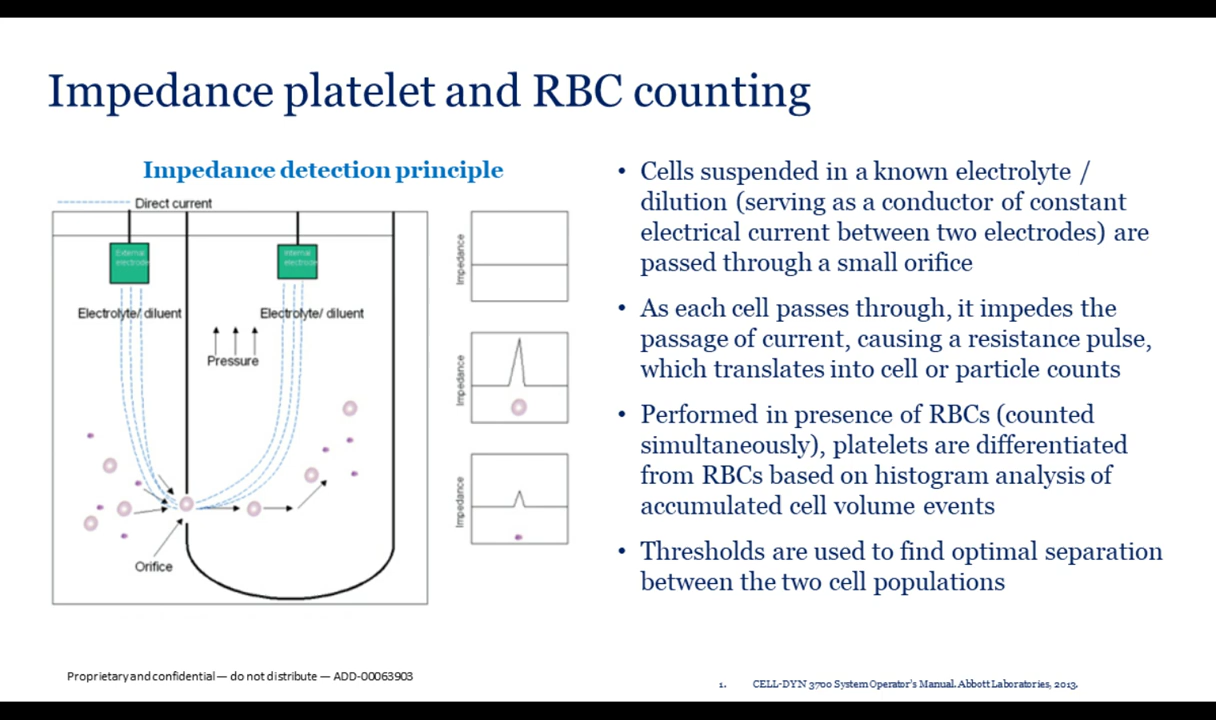 Impedance platelet and RBC counting
Impedance detection principle
Direct current
External
electrode
Internal
electrode
Electrolyte/ diluent
Electrolyte/ diluent
Pressure
Orifice
Impedance
Impedance
Impedance
• Cells suspended in a known electrolyte /
dilution (serving as a conductor of constant
electrical current between two electrodes) are
passed through a small orifice
• As each cell passes through, it impedes the
passage of current, causing a resistance pulse,
which translates into cell or particle counts
• Performed in presence of RBCs (counted
simultaneously), platelets are differentiated
from RBCs based on histogram analysis of
accumulated cell volume events
• Thresholds are used to find optimal separation
between the two cell populations
Proprietary and confidential — do not distribute — ADD-00063903
1. CELL-DYN 3700 System Operator's Manual. Abbott Laboratories, 2013.